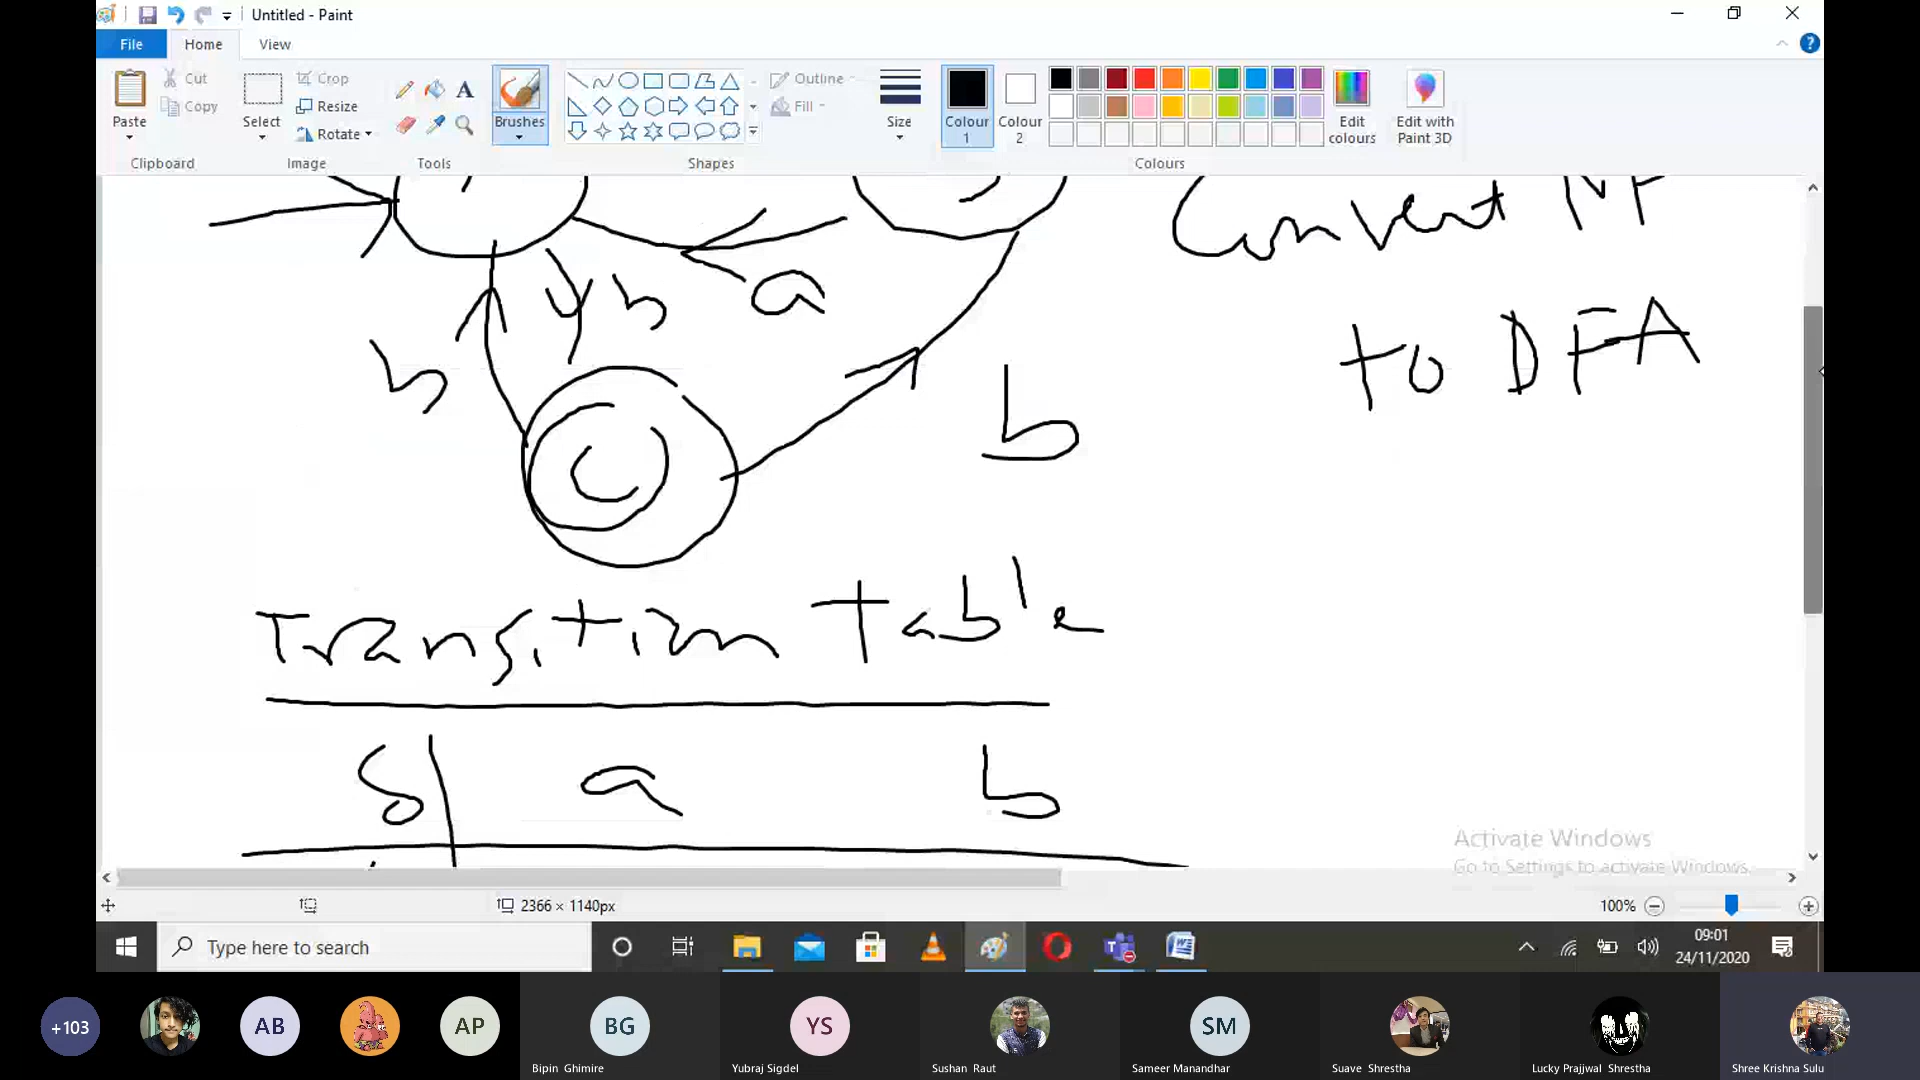 Untitled - Paint
File Home View
Paste Cut Copy
Clipboard
Select Crop Resize Rotate
Image
Tools
Brushes
Shapes
Outline
Fill
Size
Colour 1
Colour 2
Edit colours
Colours
Edit with Paint 3D
Convert NF
to DFA
b b a
b
C
Transition table
δ a b
Activate Windows
Go to Settings to activate Windows.
2366 × 1140px
100%
Type here to search
09:01
24/11/2020
+103 AB AP BG YS SM
Bipin Ghimire
Yubraj Sigdel
Sushan Raut
Sameer Manandhar
Suave Shrestha
Lucky Prajjwal Shrestha
Shree Krishna Sulu